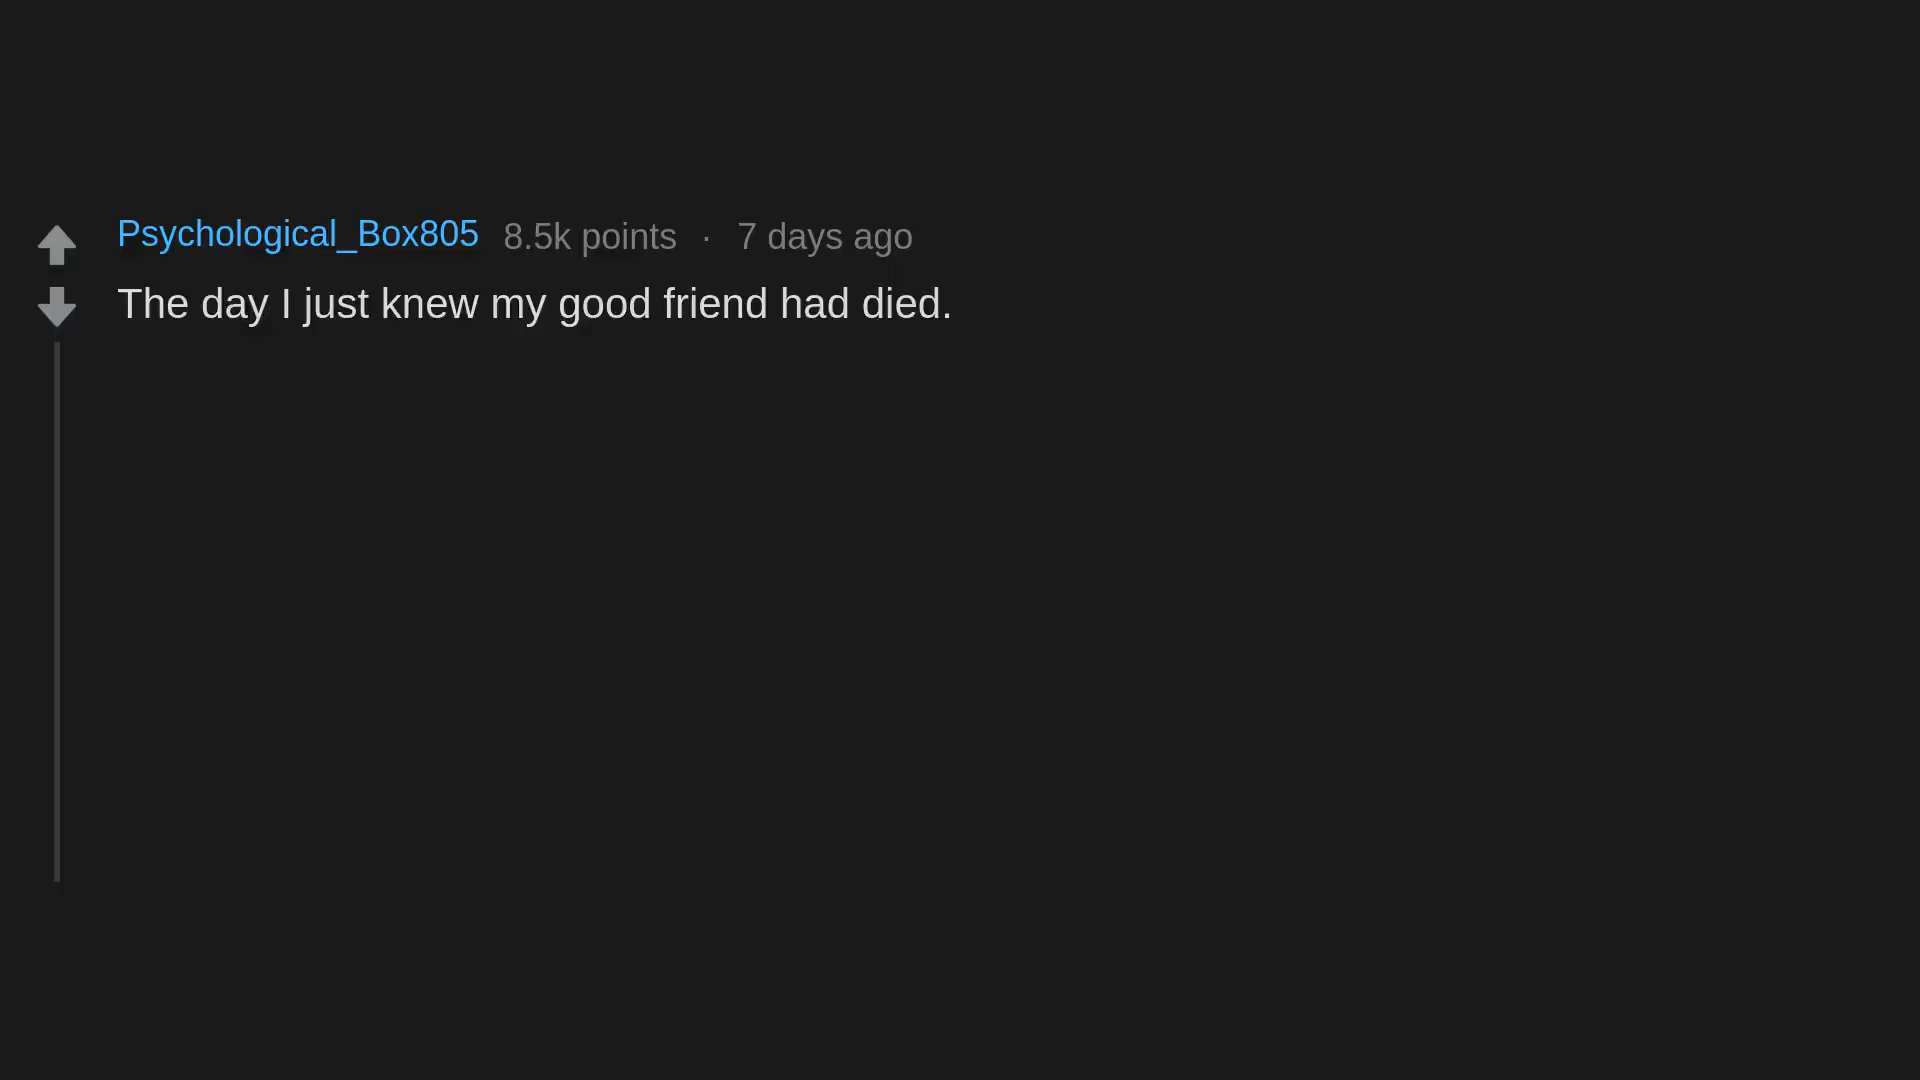 Psychological_Box805 8.5k points · 7 days ago
The day I just knew my good friend had died.